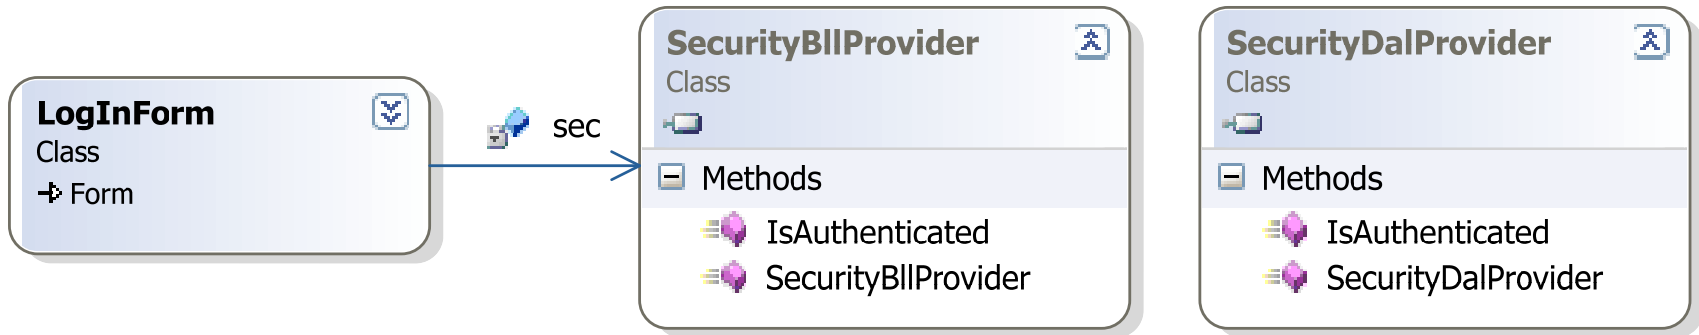 LogInForm
Class
Form
sec
SecurityBllProvider
Class
Methods
IsAuthenticated
SecurityBllProvider
SecurityDalProvider
Class
Methods
IsAuthenticated
SecurityDalProvider